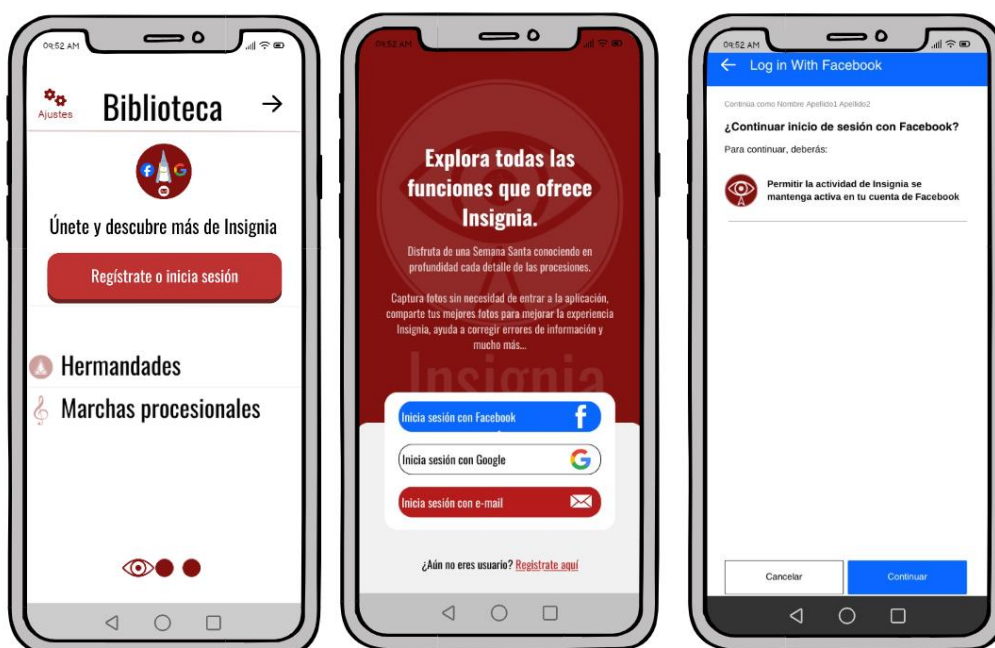 09:52 AM
Ajustes
Biblioteca
Únete y descubre más de Insignia
Regístrate o inicia sesión
Hermandades
Marchas procesionales
09:52 AM
Explora todas las
funciones que ofrece
Insignia.
Disfruta de una Semana Santa conociendo en
profundidad cada detalle de las procesiones.
Captura fotos sin necesidad de entrar a la aplicación,
comparte tus mejores fotos para mejorar la experiencia
Insignia, ayuda a corregir errores de información y
mucho más...
Insignia
Inicia sesión con Facebook
Inicia sesión con Google
Inicia sesión con e-mail
¿Aún no eres usuario? Registrate aquí
09:52 AM
Log in With Facebook
Continúa como Nombre Apellido1 Apellido2
¿Continuar inicio de sesión con Facebook?
Para continuar, deberás:
Permitir la actividad de Insignia se
mantenga activa en tu cuenta de Facebook
Cancelar
Continuar